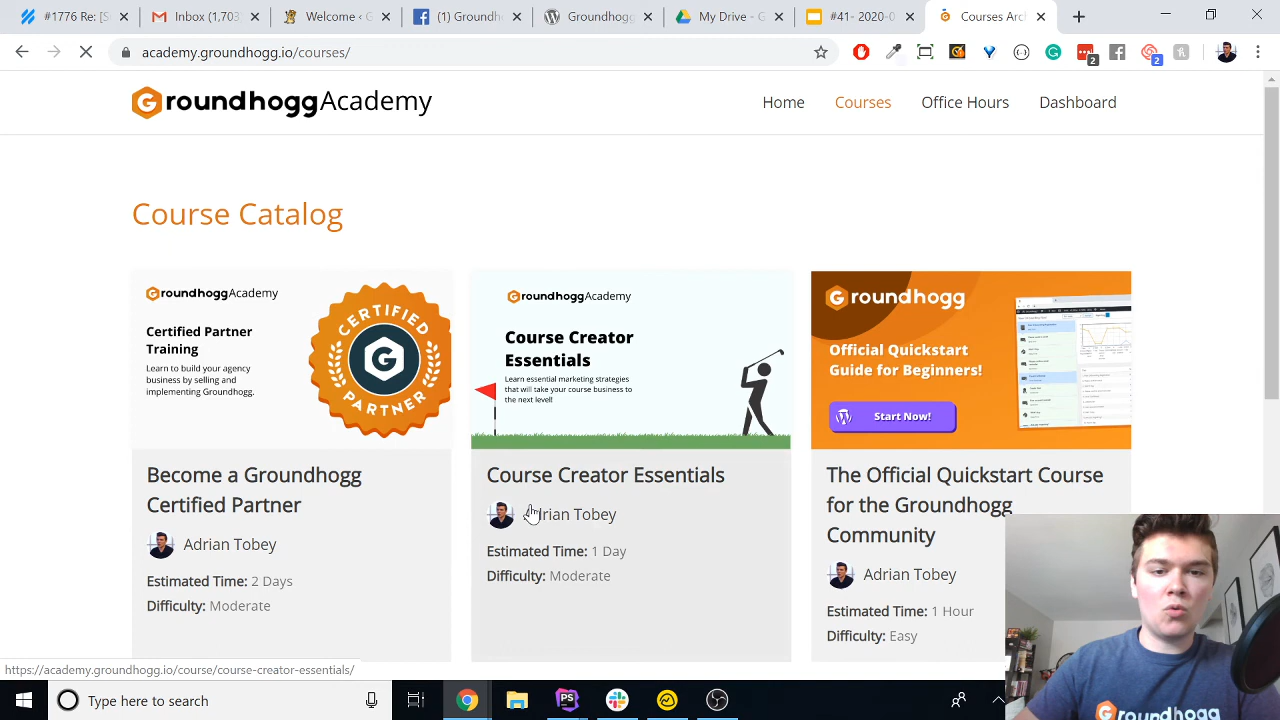 #1776 Re: [S
Inbox (1,703
Welcome ‹ [
(1) Groundh
Groundhogg
My Drive - G
#41- 2020-0
Courses Arc
academy.groundhogg.io/courses/
2
2
roundhoggAcademy
Home
Courses
Office Hours
Dashboard
Course Catalog
roundhoggAcademy
Certified Partner
Training
Learn to build your agency
business by selling and
implementing Groundhogg.
CERTIFIED
PARTNER
Become a Groundhogg
Certified Partner
Adrian Tobey
Estimated Time: 2 Days
Difficulty: Moderate
roundhoggAcademy
Course Creator
Essentials
Learn essential marketing strategies
that will take your course business to
the next level
Course Creator Essentials
Adrian Tobey
Estimated Time: 1 Day
Difficulty: Moderate
roundhogg
Official Quickstart
Guide for Beginners!
Start Now!
The Official Quickstart Course
for the Groundhogg
Community
Adrian Tobey
Estimated Time: 1 Hour
Difficulty: Easy
https://academy.groundhogg.io/course/course-creator-essentials/
Type here to search
PS
roundhogg